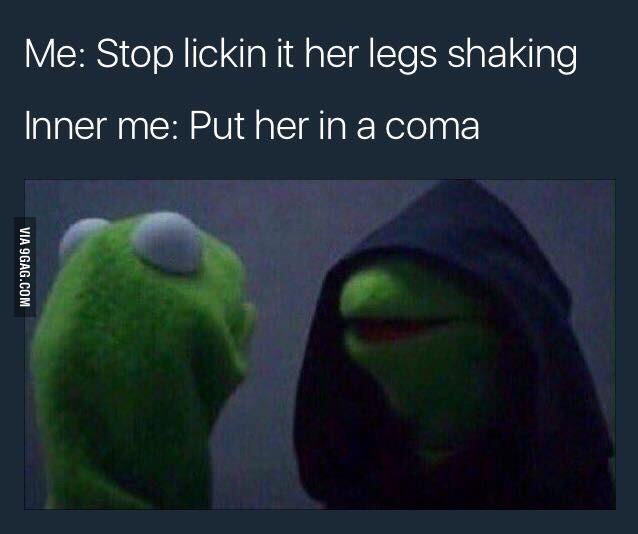 Me: Stop lickin it her legs shaking
Inner me: Put her in a coma
VIA 9GAG.COM